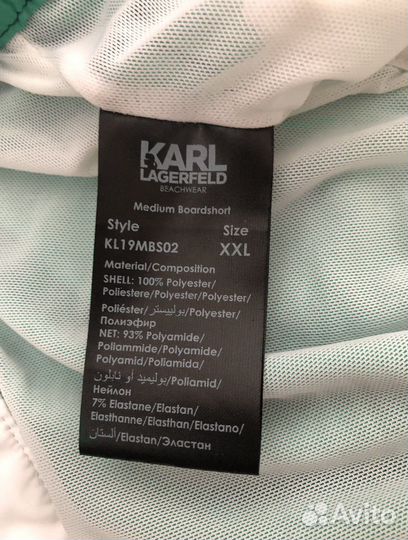 KARL
LAGERFELD
BEACHWEAR
Medium Boardshort
Style Size
KL19MBS02 XXL
Material/Composition
SHELL: 100% Polyester/
Poliestere/Polyester/Polyester/
Poliéster/بوليستر/Polyester/
Полиэфир
NET: 93% Polyamide/
Poliammide/Polyamide/
Polyamid/Poliamida/
بوليميد أو نايلون/Poliamid/
Нейлон
7% Elastane/Elastan/
Elasthanne/Elasthan/Elastano/
ألستان/Elastan/Эластан
Avito